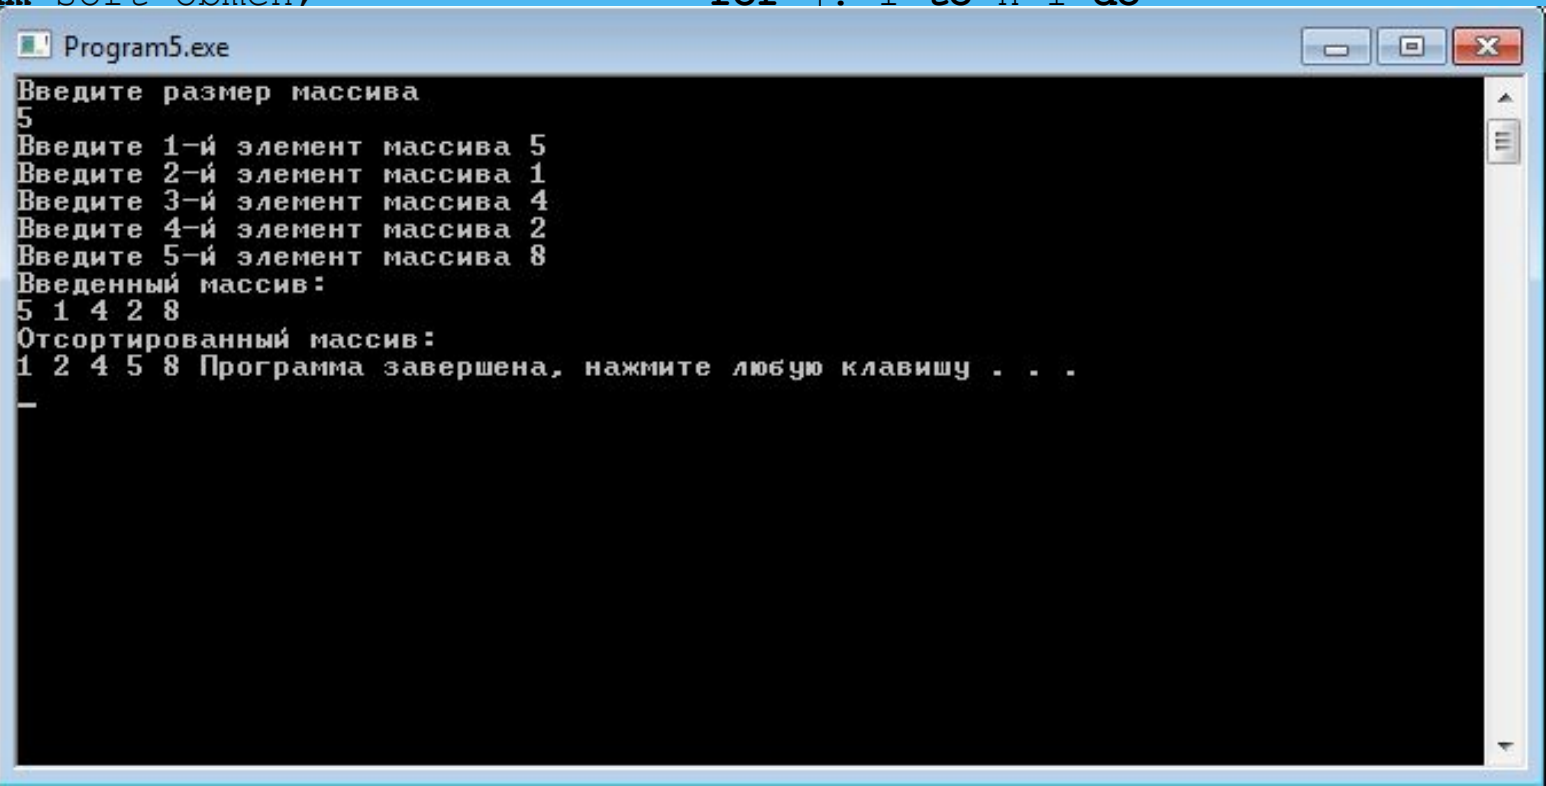 Program5.exe
Введите размер массива
5
Введите 1-й элемент массива 5
Введите 2-й элемент массива 1
Введите 3-й элемент массива 4
Введите 4-й элемент массива 2
Введите 5-й элемент массива 8
Введенный массив:
5 1 4 2 8
Отсортированный массив:
1 2 4 5 8 Программа завершена, нажмите любую клавишу . . .